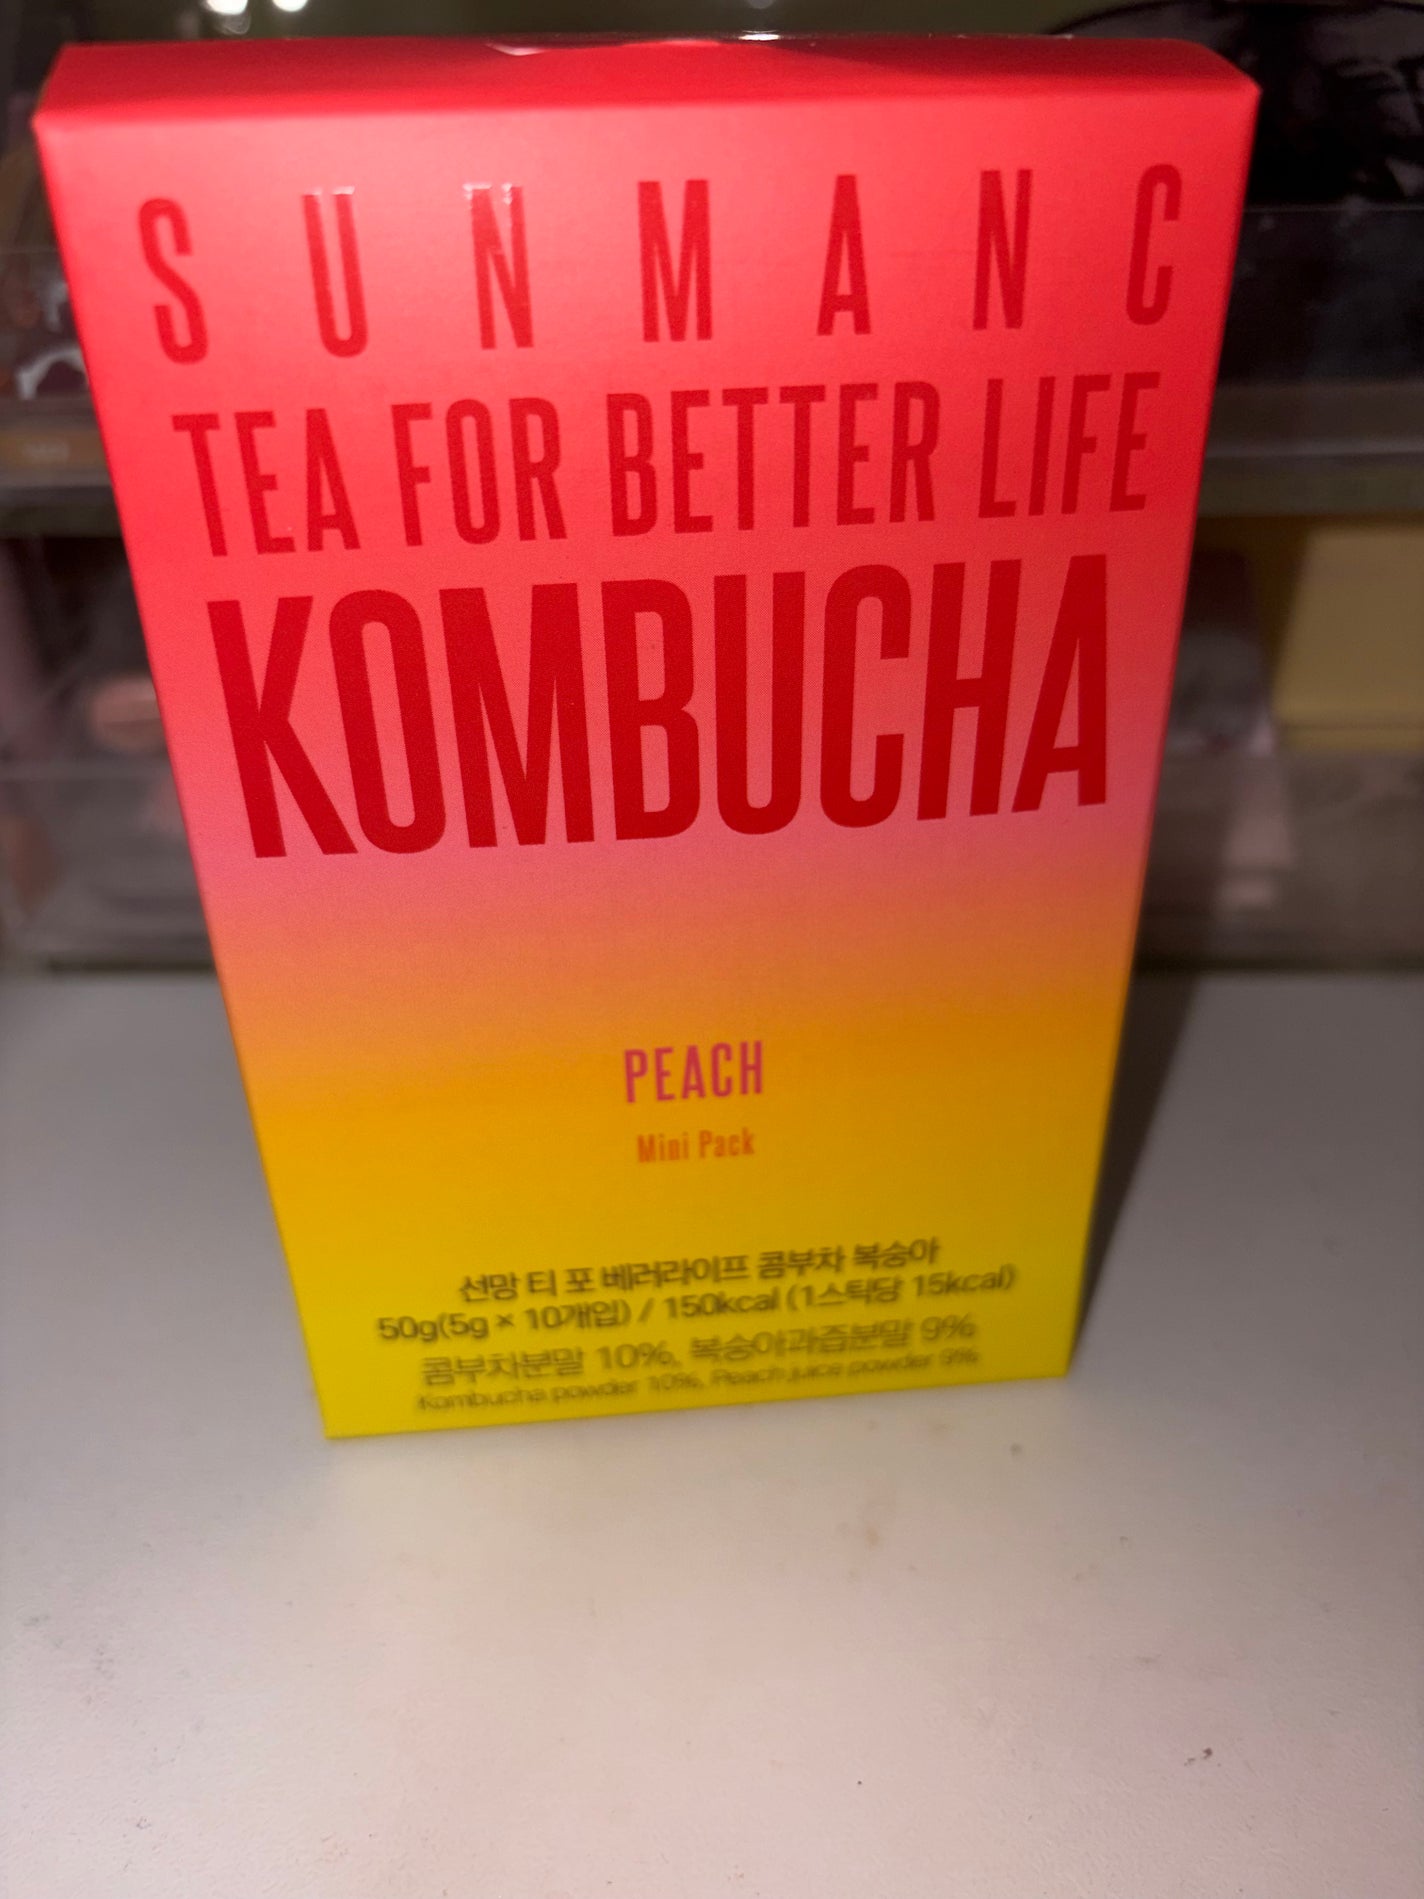 SUNMANG
TEA FOR BETTER LIFE
KOMBUCHA
PEACH
Mini Pack
선망 티 포 베러라이프 콤부차 복숭아
50g(5g × 10개입) / 150kcal (1스틱당 15kcal)
콤부차분말 10%, 복숭아과즙분말 9%
Kombucha powder 10%, Peach juice powder 9%